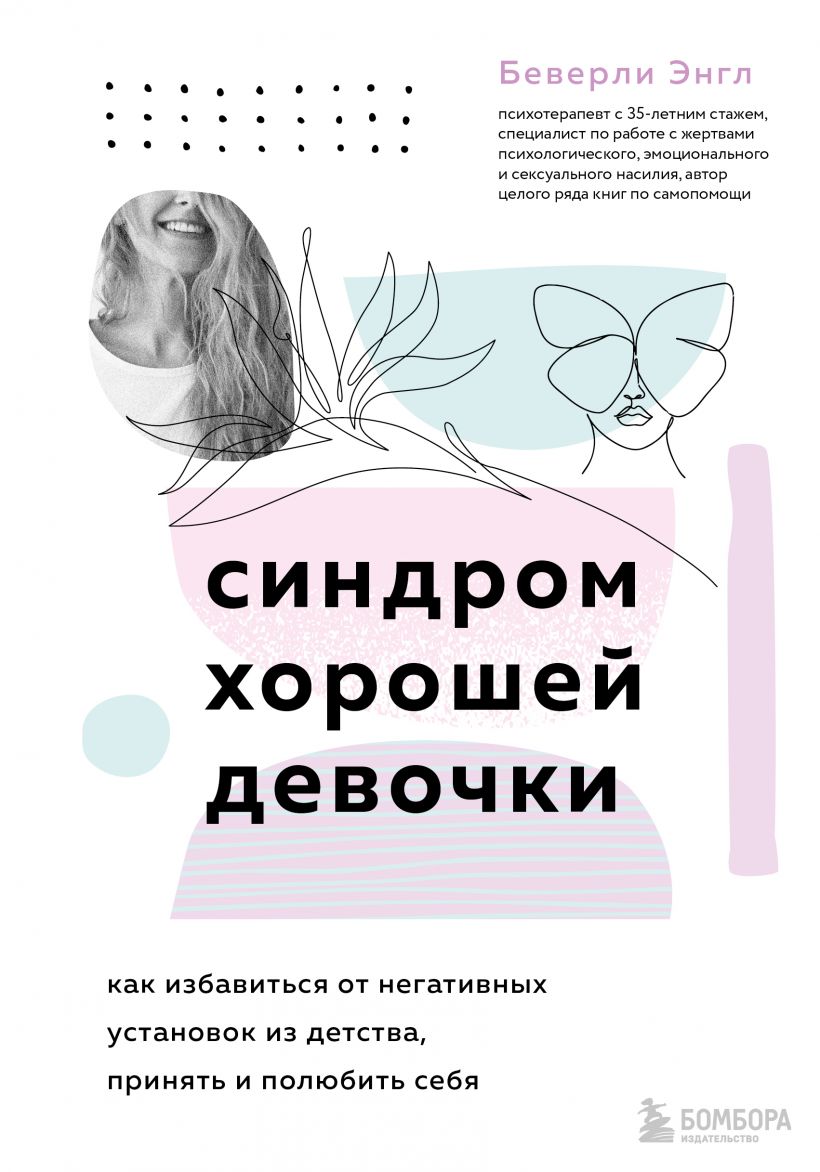 Беверли Энгл
психотерапевт с 35-летним стажем,
специалист по работе с жертвами
психологического, эмоционального
и сексуального насилия, автор
целого ряда книг по самопомощи
синдром
хорошей
девочки
как избавиться от негативных
установок из детства,
принять и полюбить себя
БОМБОРА
ИЗДАТЕЛЬСТВО